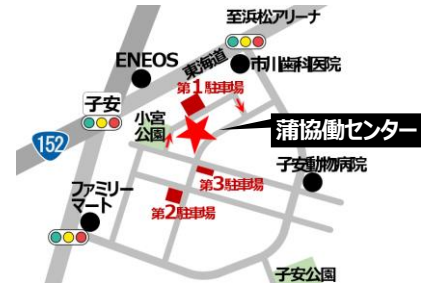 至浜松アリーナ
東海道
ENEOS
市川歯科医院
第1駐車場
子安
小宮
公園
蒲協働センター
152
子安動物病院
ファミリー
マート
第3駐車場
第2駐車場
子安公園